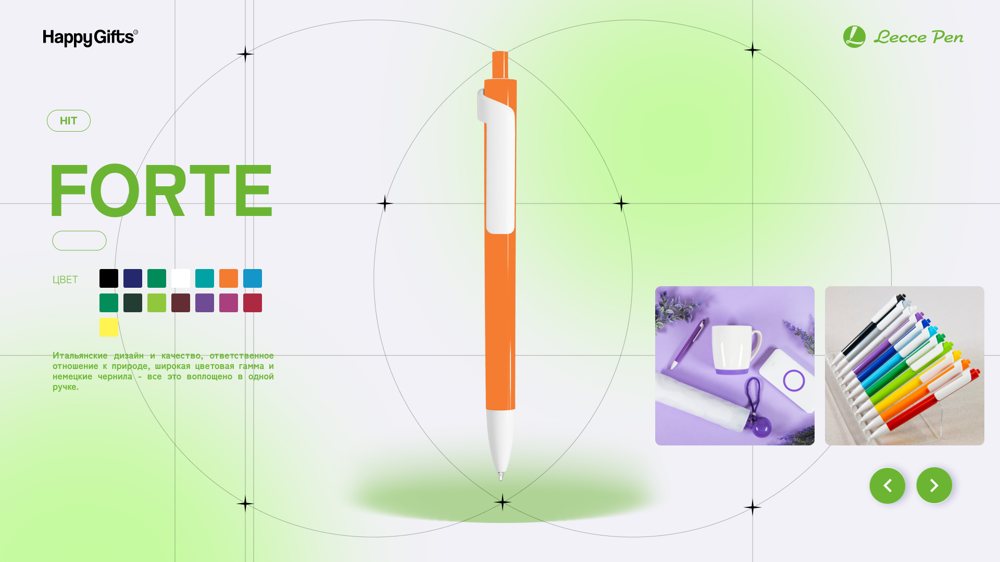 HappyGifts
Lecce Pen
HIT
FORTE
ЦВЕТ
Итальянские дизайн и качество, ответственное
отношение к природе, широкая цветовая гамма и
немецкие чернила - все это воплощено в одной
ручке.